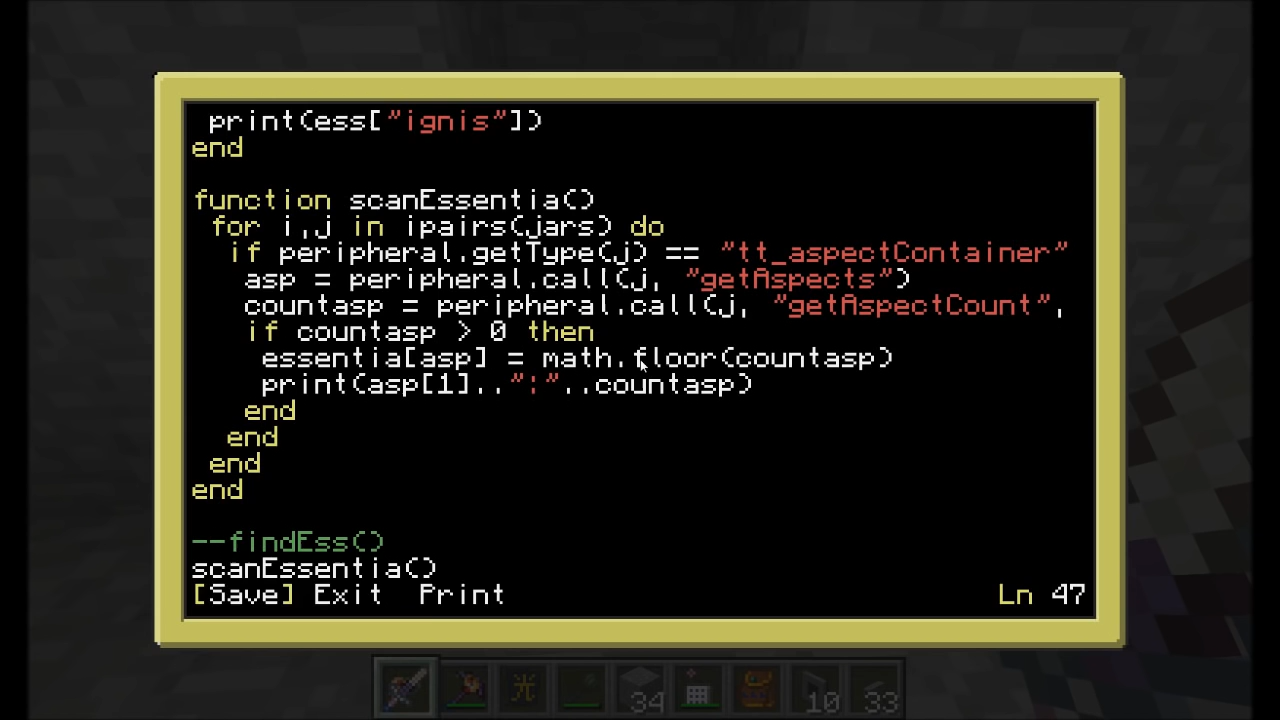 print(ess["ignis"])
end
function scanEssentia()
for i,j in ipairs(jars) do
if peripheral.getType(j) == "tt_aspectContainer"
asp = peripheral.call(j, "getAspects")
countasp = peripheral.call(j, "getAspectCount",
if countasp > 0 then
essentia[asp] = math.floor(countasp)
print(asp[1]..":"..countasp)
end
end
end
end
--findEss()
scanEssentia()
[Save] Exit Print Ln 47
光 34 10 33